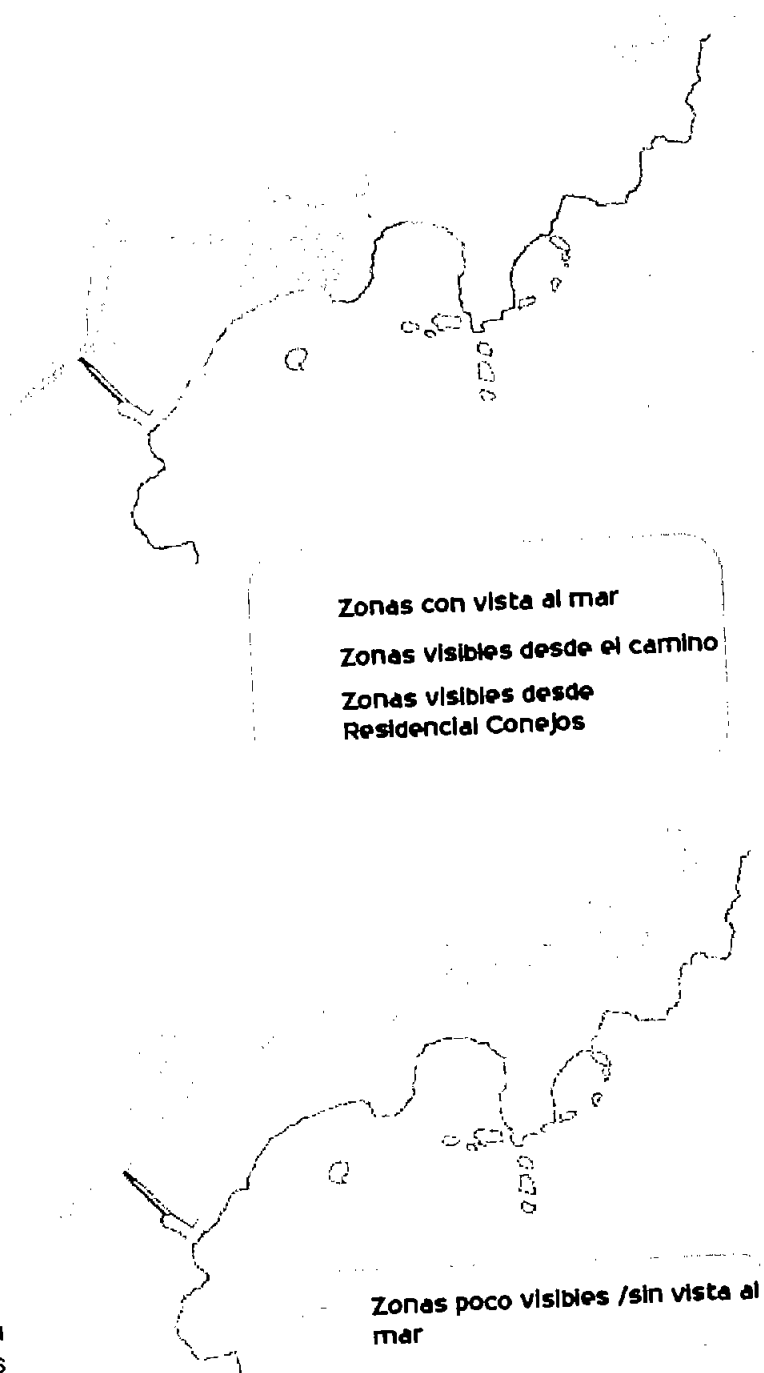 Zonas con vista al mar
Zonas visibles desde el camino
Zonas visibles desde
Residencial Conejos
Zonas poco visibles /sin vista al
mar
s